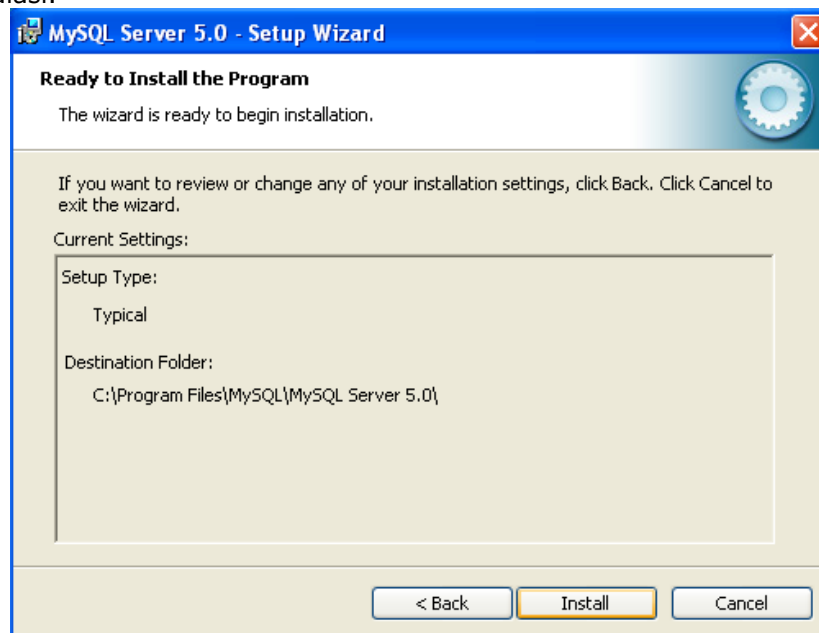 MySQL Server 5.0 - Setup Wizard
Ready to Install the Program
The wizard is ready to begin installation.
If you want to review or change any of your installation settings, click Back. Click Cancel to
exit the wizard.
Current Settings:
Setup Type:
Typical
Destination Folder:
C:\Program Files\MySQL\MySQL Server 5.0\
< Back Install Cancel